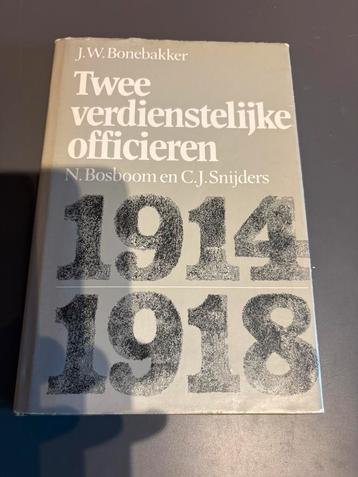 J.W. Bonebakker
Twee
verdienstelijke
officieren
N. Bosboom en C.J. Snijders
1914
1918